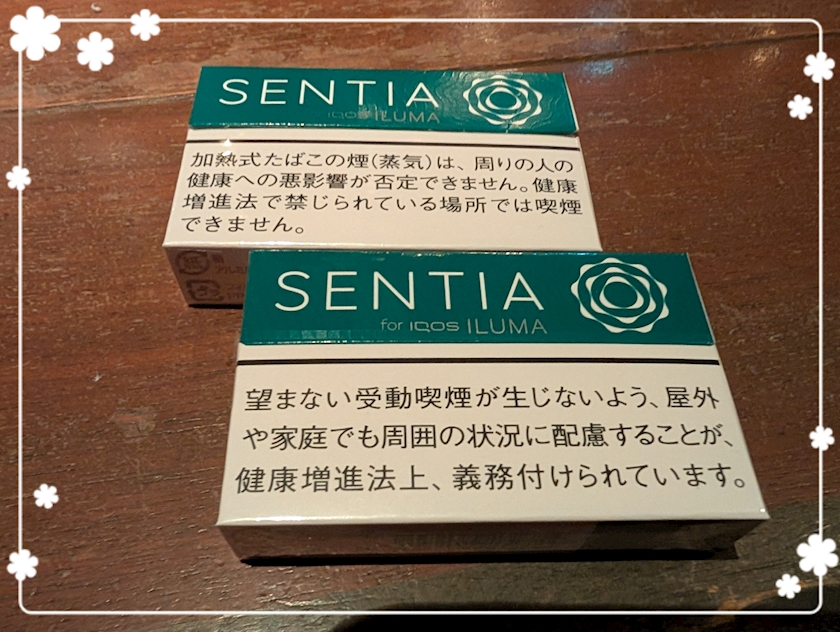 SENTIA
IQOS ILUMA
加熱式たばこの煙(蒸気)は、周りの人の
健康への悪影響が否定できません。健康
増進法で禁じられている場所では喫煙
できません。
紙
アルミ
SENTIA
for IQOS ILUMA
望まない受動喫煙が生じないよう、屋外
や家庭でも周囲の状況に配慮することが、
健康増進法上、義務付けられています。